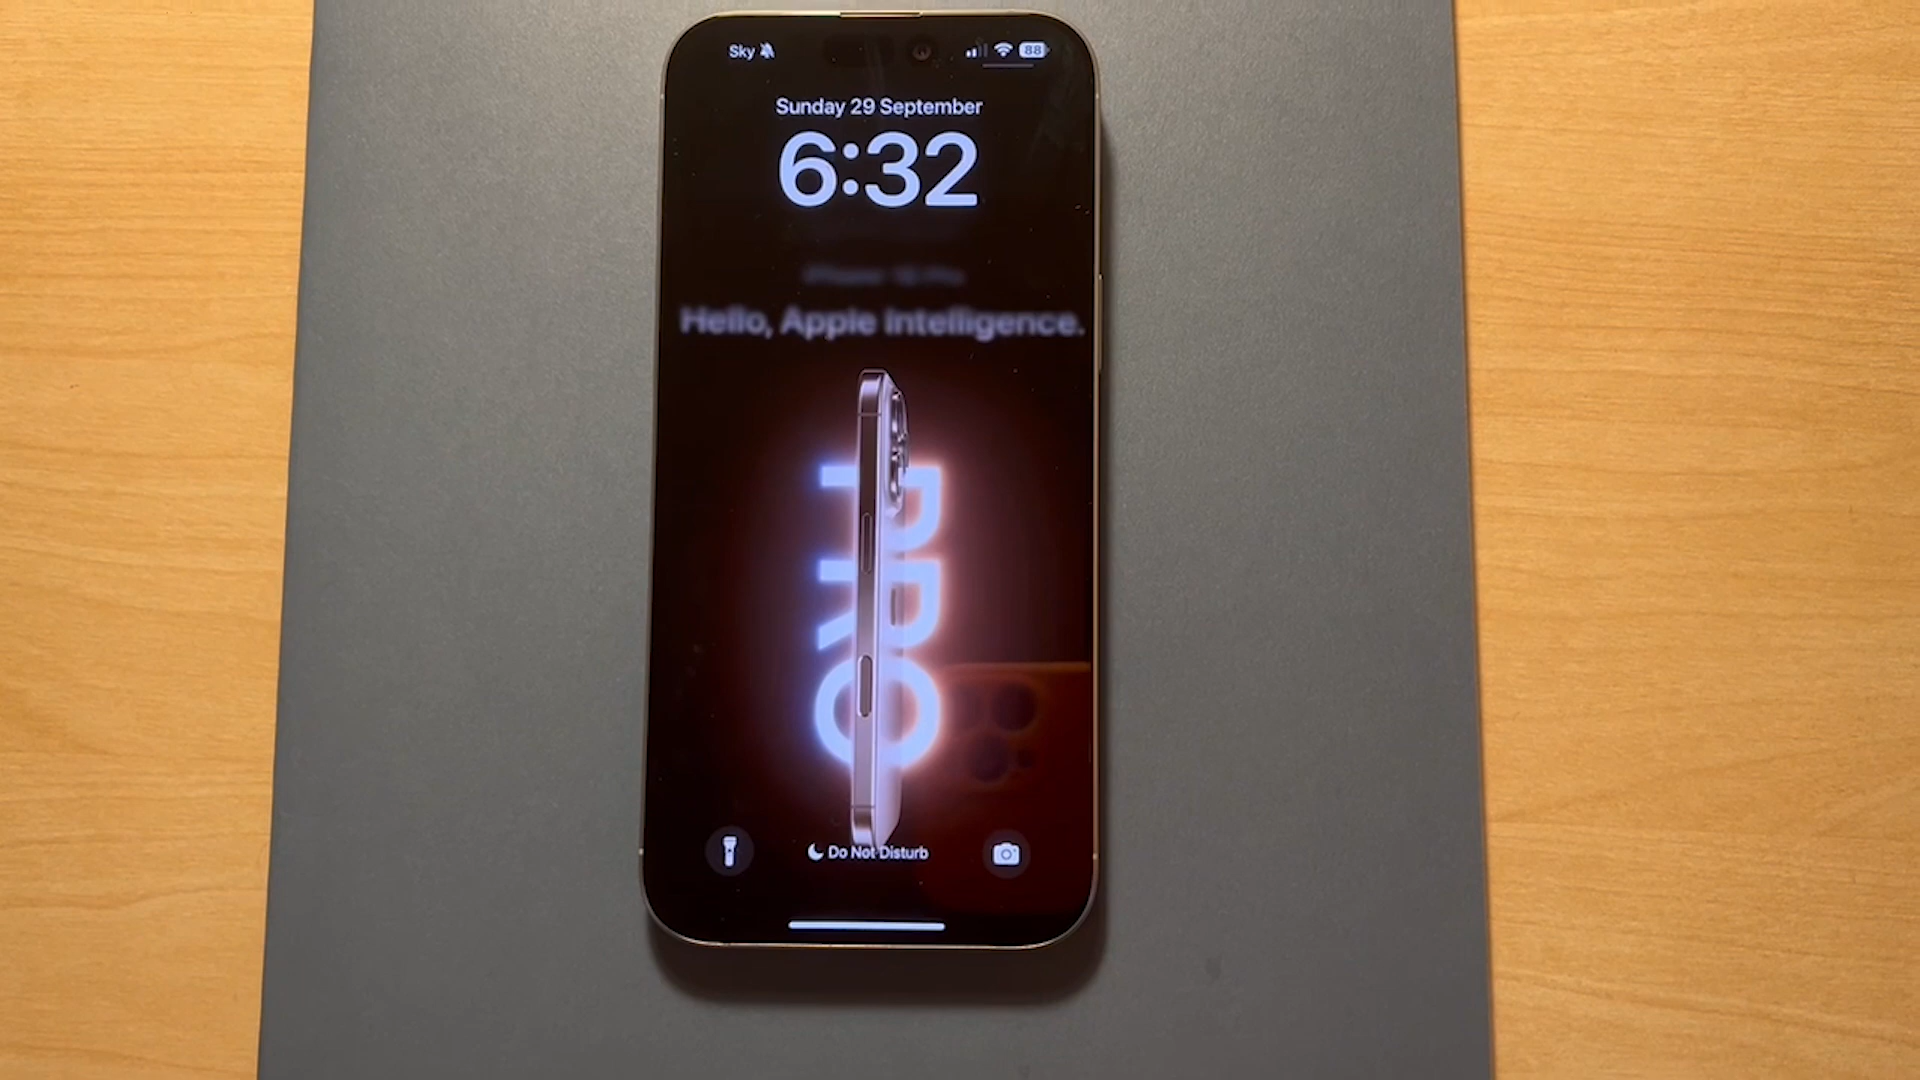 Sky 88
Sunday 29 September
6:32
Hello, Apple Intelligence.
PRO
Do Not Disturb